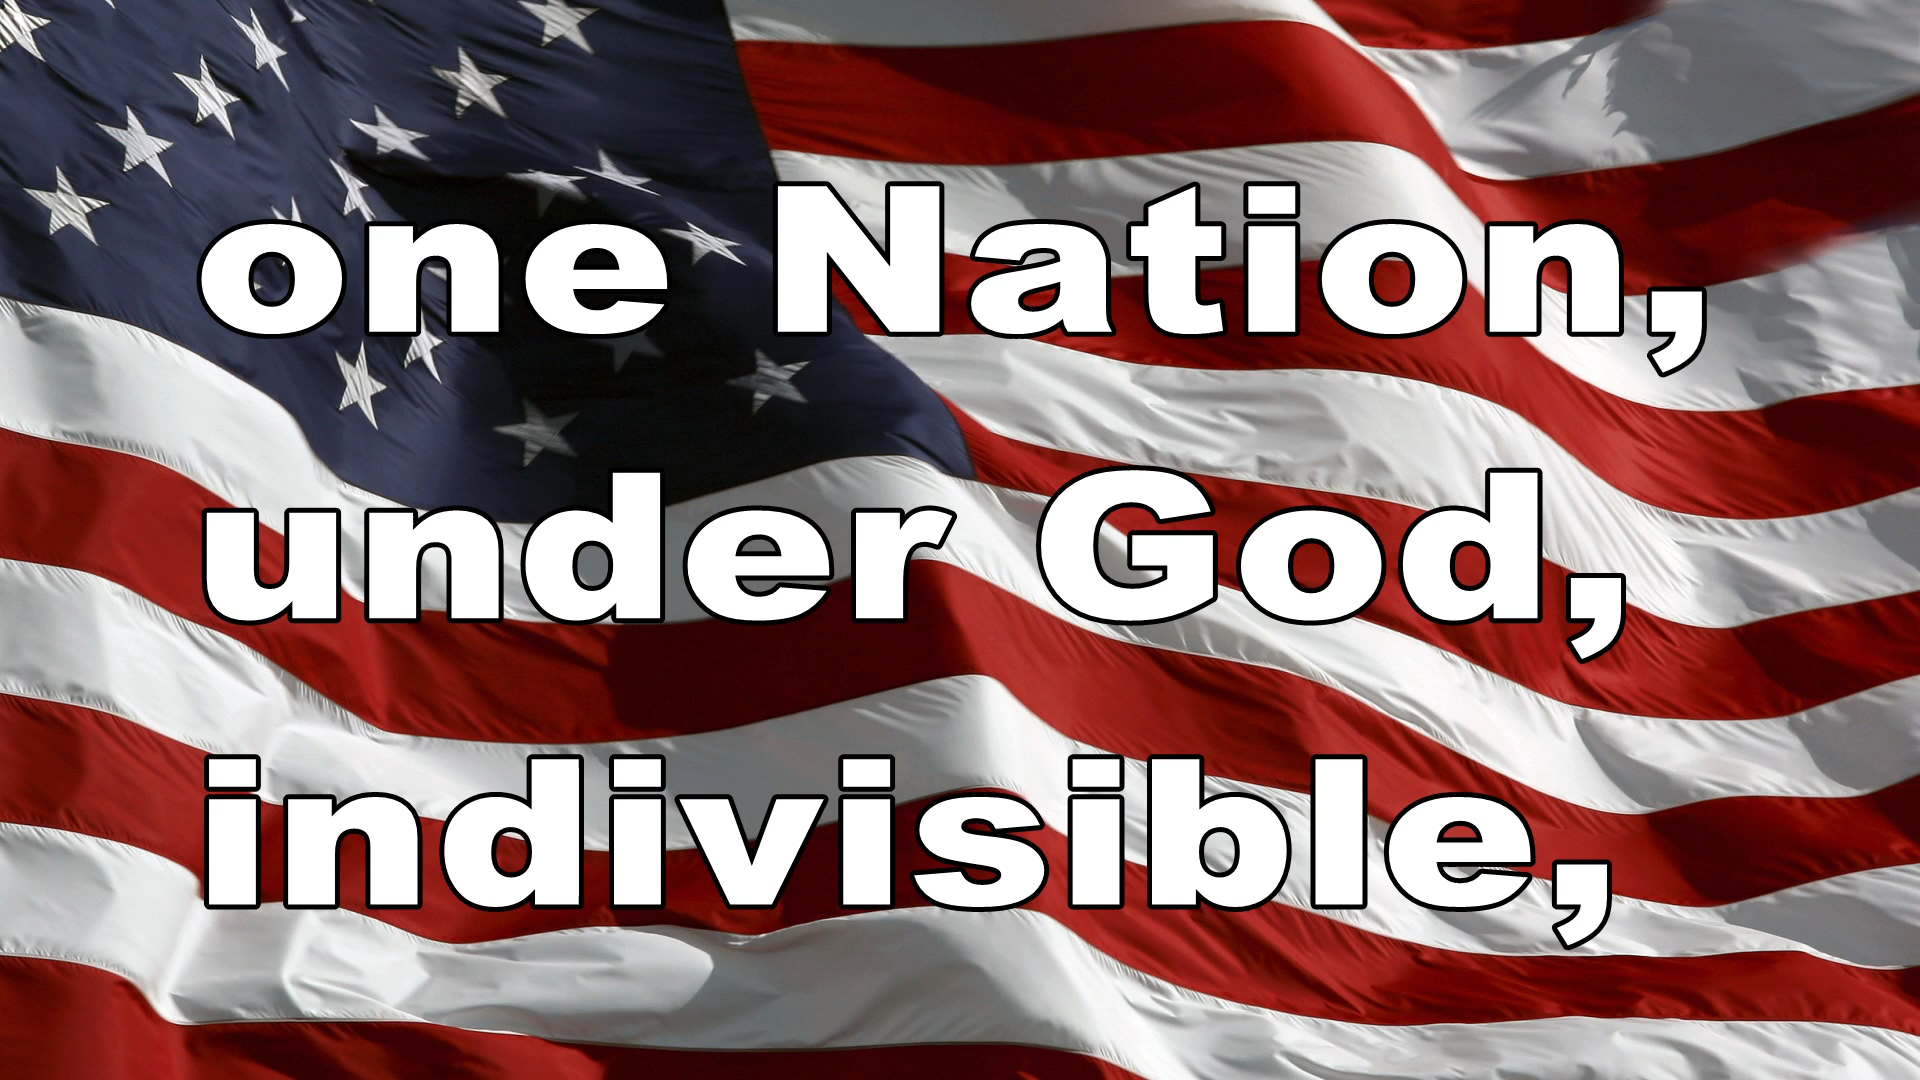 one Nation,
under God,
indivisible,